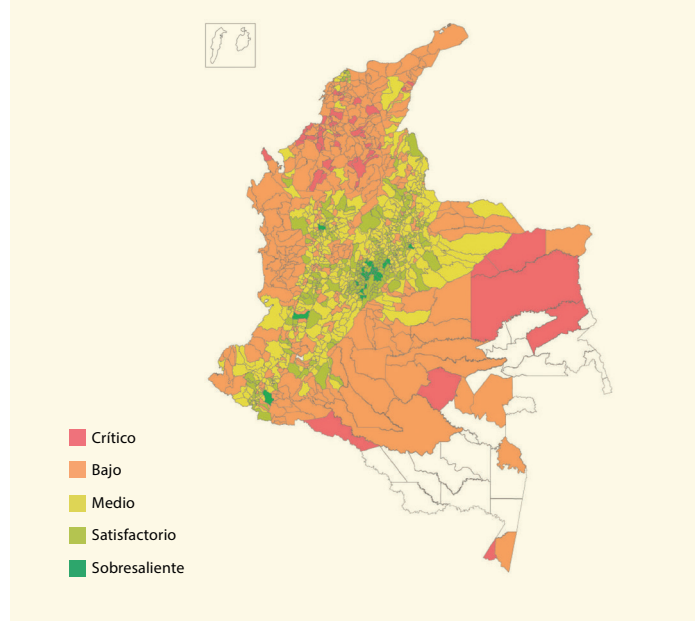 Crítico
Bajo
Medio
Satisfactorio
Sobresaliente